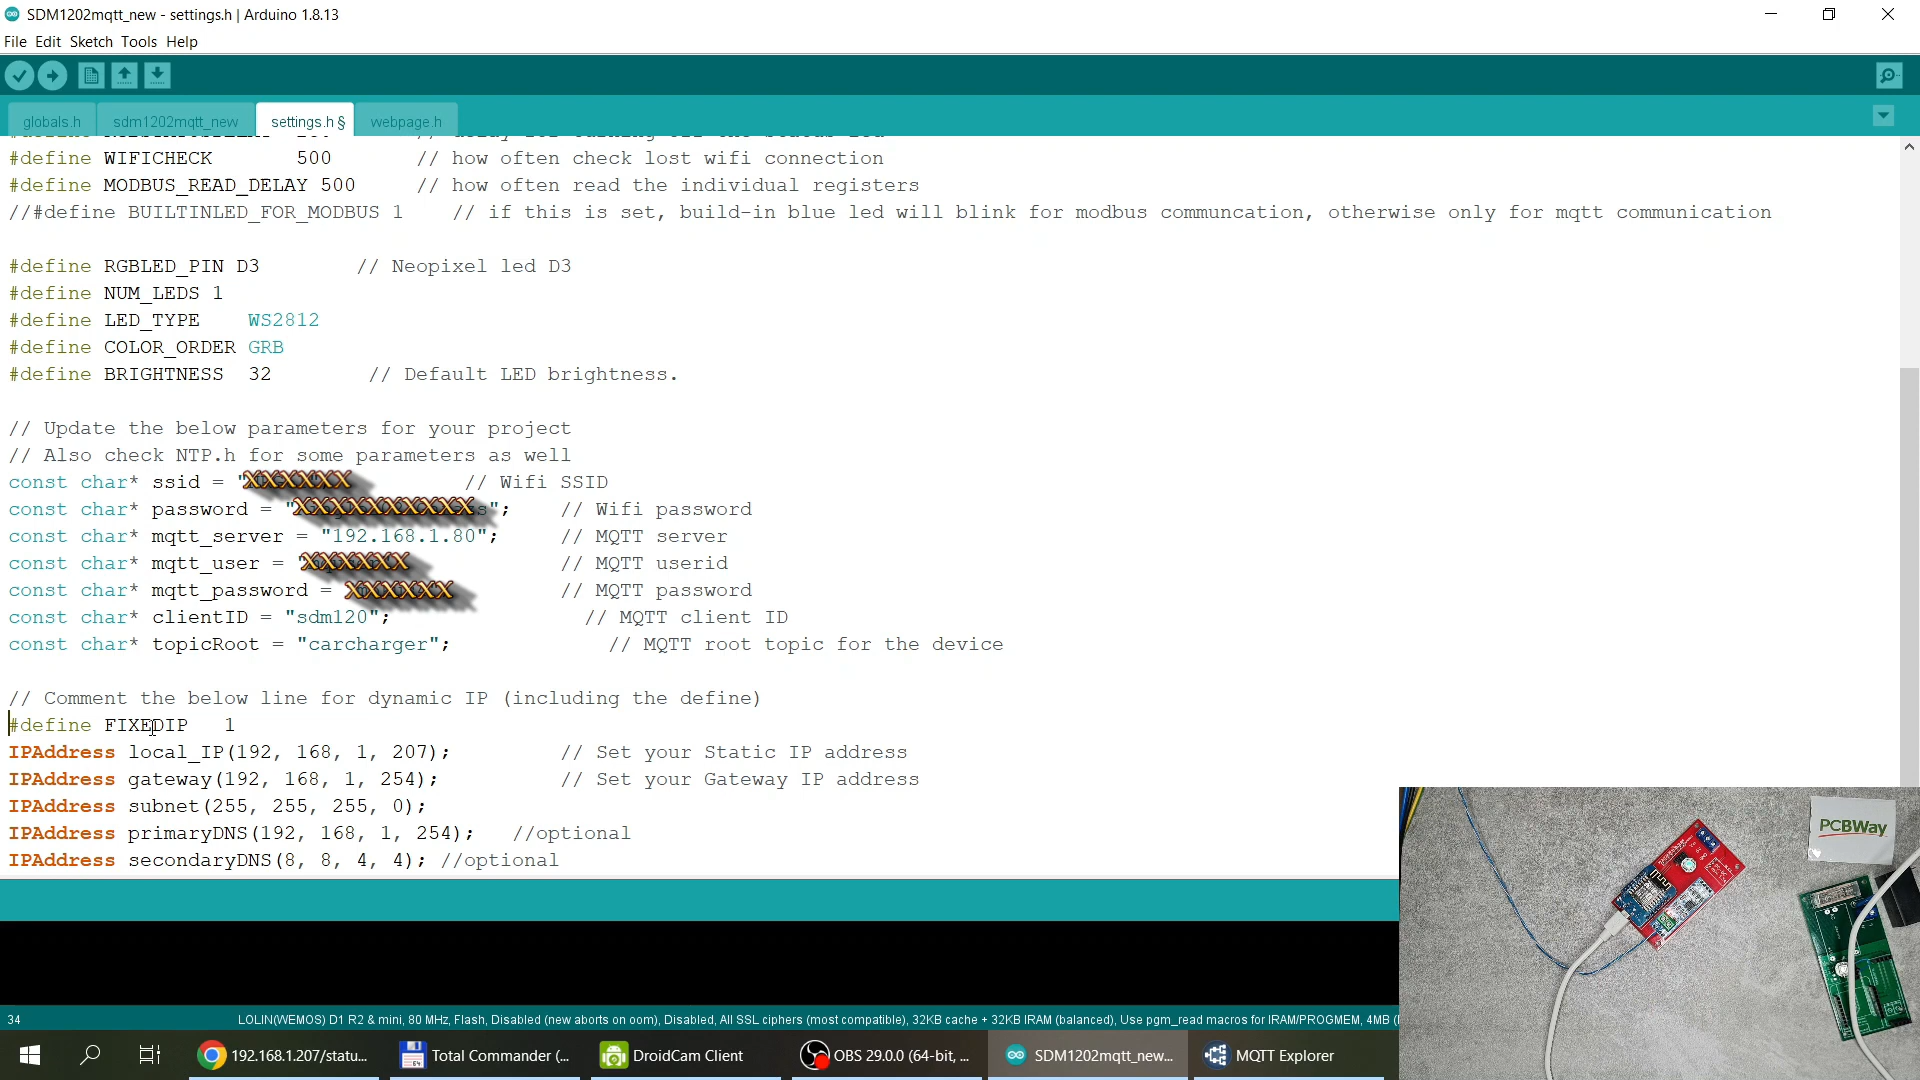 SDM1202mqtt_new - settings.h | Arduino 1.8.13
File Edit Sketch Tools Help
globals.h sdm1202mqtt_new settings.h § webpage.h
#define WIFICHECK 500 // how often check lost wifi connection
#define MODBUS_READ_DELAY 500 // how often read the individual registers
//#define BUILTINLED_FOR_MODBUS 1 // if this is set, build-in blue led will blink for modbus communcation, otherwise only for mqtt communication
#define RGBLED_PIN D3 // Neopixel led D3
#define NUM_LEDS 1
#define LED_TYPE WS2812
#define COLOR_ORDER GRB
#define BRIGHTNESS 32 // Default LED brightness.
// Update the below parameters for your project
// Also check NTP.h for some parameters as well
const char* ssid = "XXXXXX // Wifi SSID
const char* password = "XXXXXXXXXXs"; // Wifi password
const char* mqtt_server = "192.168.1.80"; // MQTT server
const char* mqtt_user = "XXXXXX // MQTT userid
const char* mqtt_password = XXXXXX // MQTT password
const char* clientID = "sdm120"; // MQTT client ID
const char* topicRoot = "carcharger"; // MQTT root topic for the device
// Comment the below line for dynamic IP (including the define)
#define FIXEDIP 1
IPAddress local_IP(192, 168, 1, 207); // Set your Static IP address
IPAddress gateway(192, 168, 1, 254); // Set your Gateway IP address
IPAddress subnet(255, 255, 255, 0);
IPAddress primaryDNS(192, 168, 1, 254); //optional
IPAddress secondaryDNS(8, 8, 4, 4); //optional
PCBWay
34 LOLIN(WEMOS) D1 R2 & mini, 80 MHz, Flash, Disabled (new aborts on oom), Disabled, All SSL ciphers (most compatible), 32KB cache + 32KB IRAM (balanced), Use pgm_read macros for IRAM/PROGMEM, 4MB (
192.168.1.207/statu... Total Commander (... DroidCam Client OBS 29.0.0 (64-bit, ... SDM1202mqtt_new... MQTT Explorer